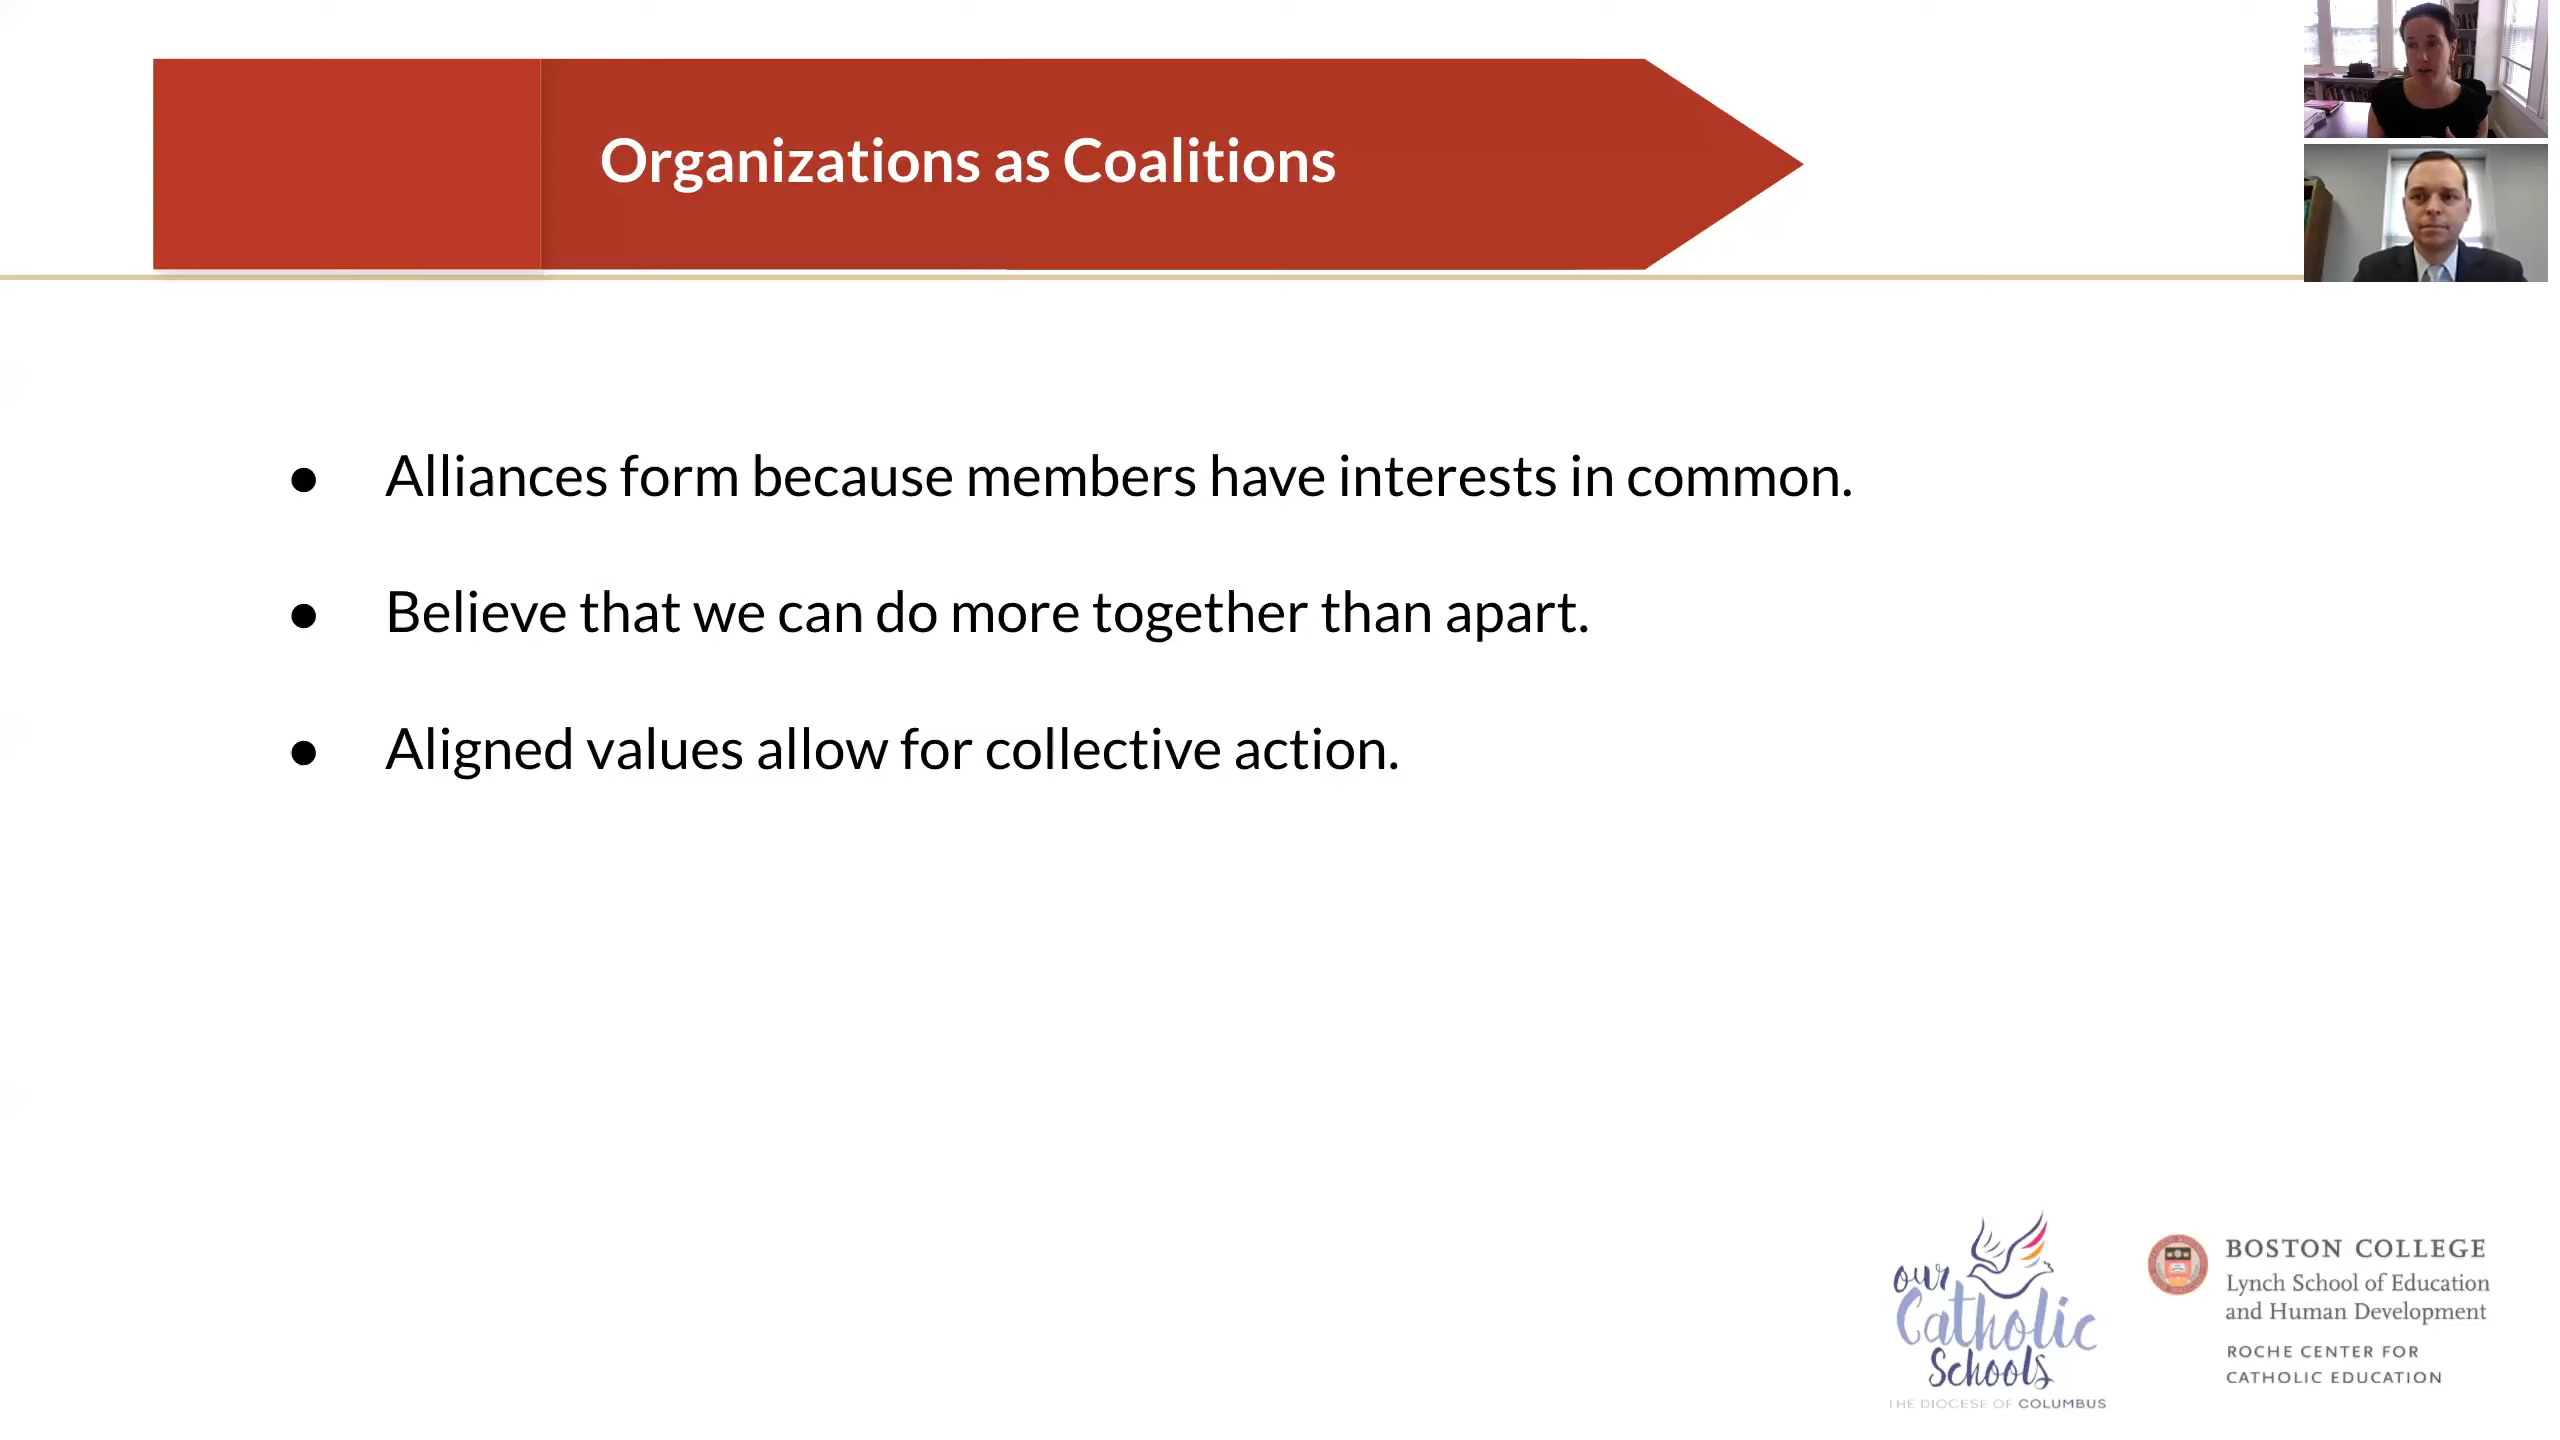 Organizations as Coalitions
● Alliances form because members have interests in common.
● Believe that we can do more together than apart.
● Aligned values allow for collective action.
our
Catholic
Schools
THE DIOCESE OF COLUMBUS
BOSTON COLLEGE
Lynch School of Education
and Human Development
ROCHE CENTER FOR
CATHOLIC EDUCATION